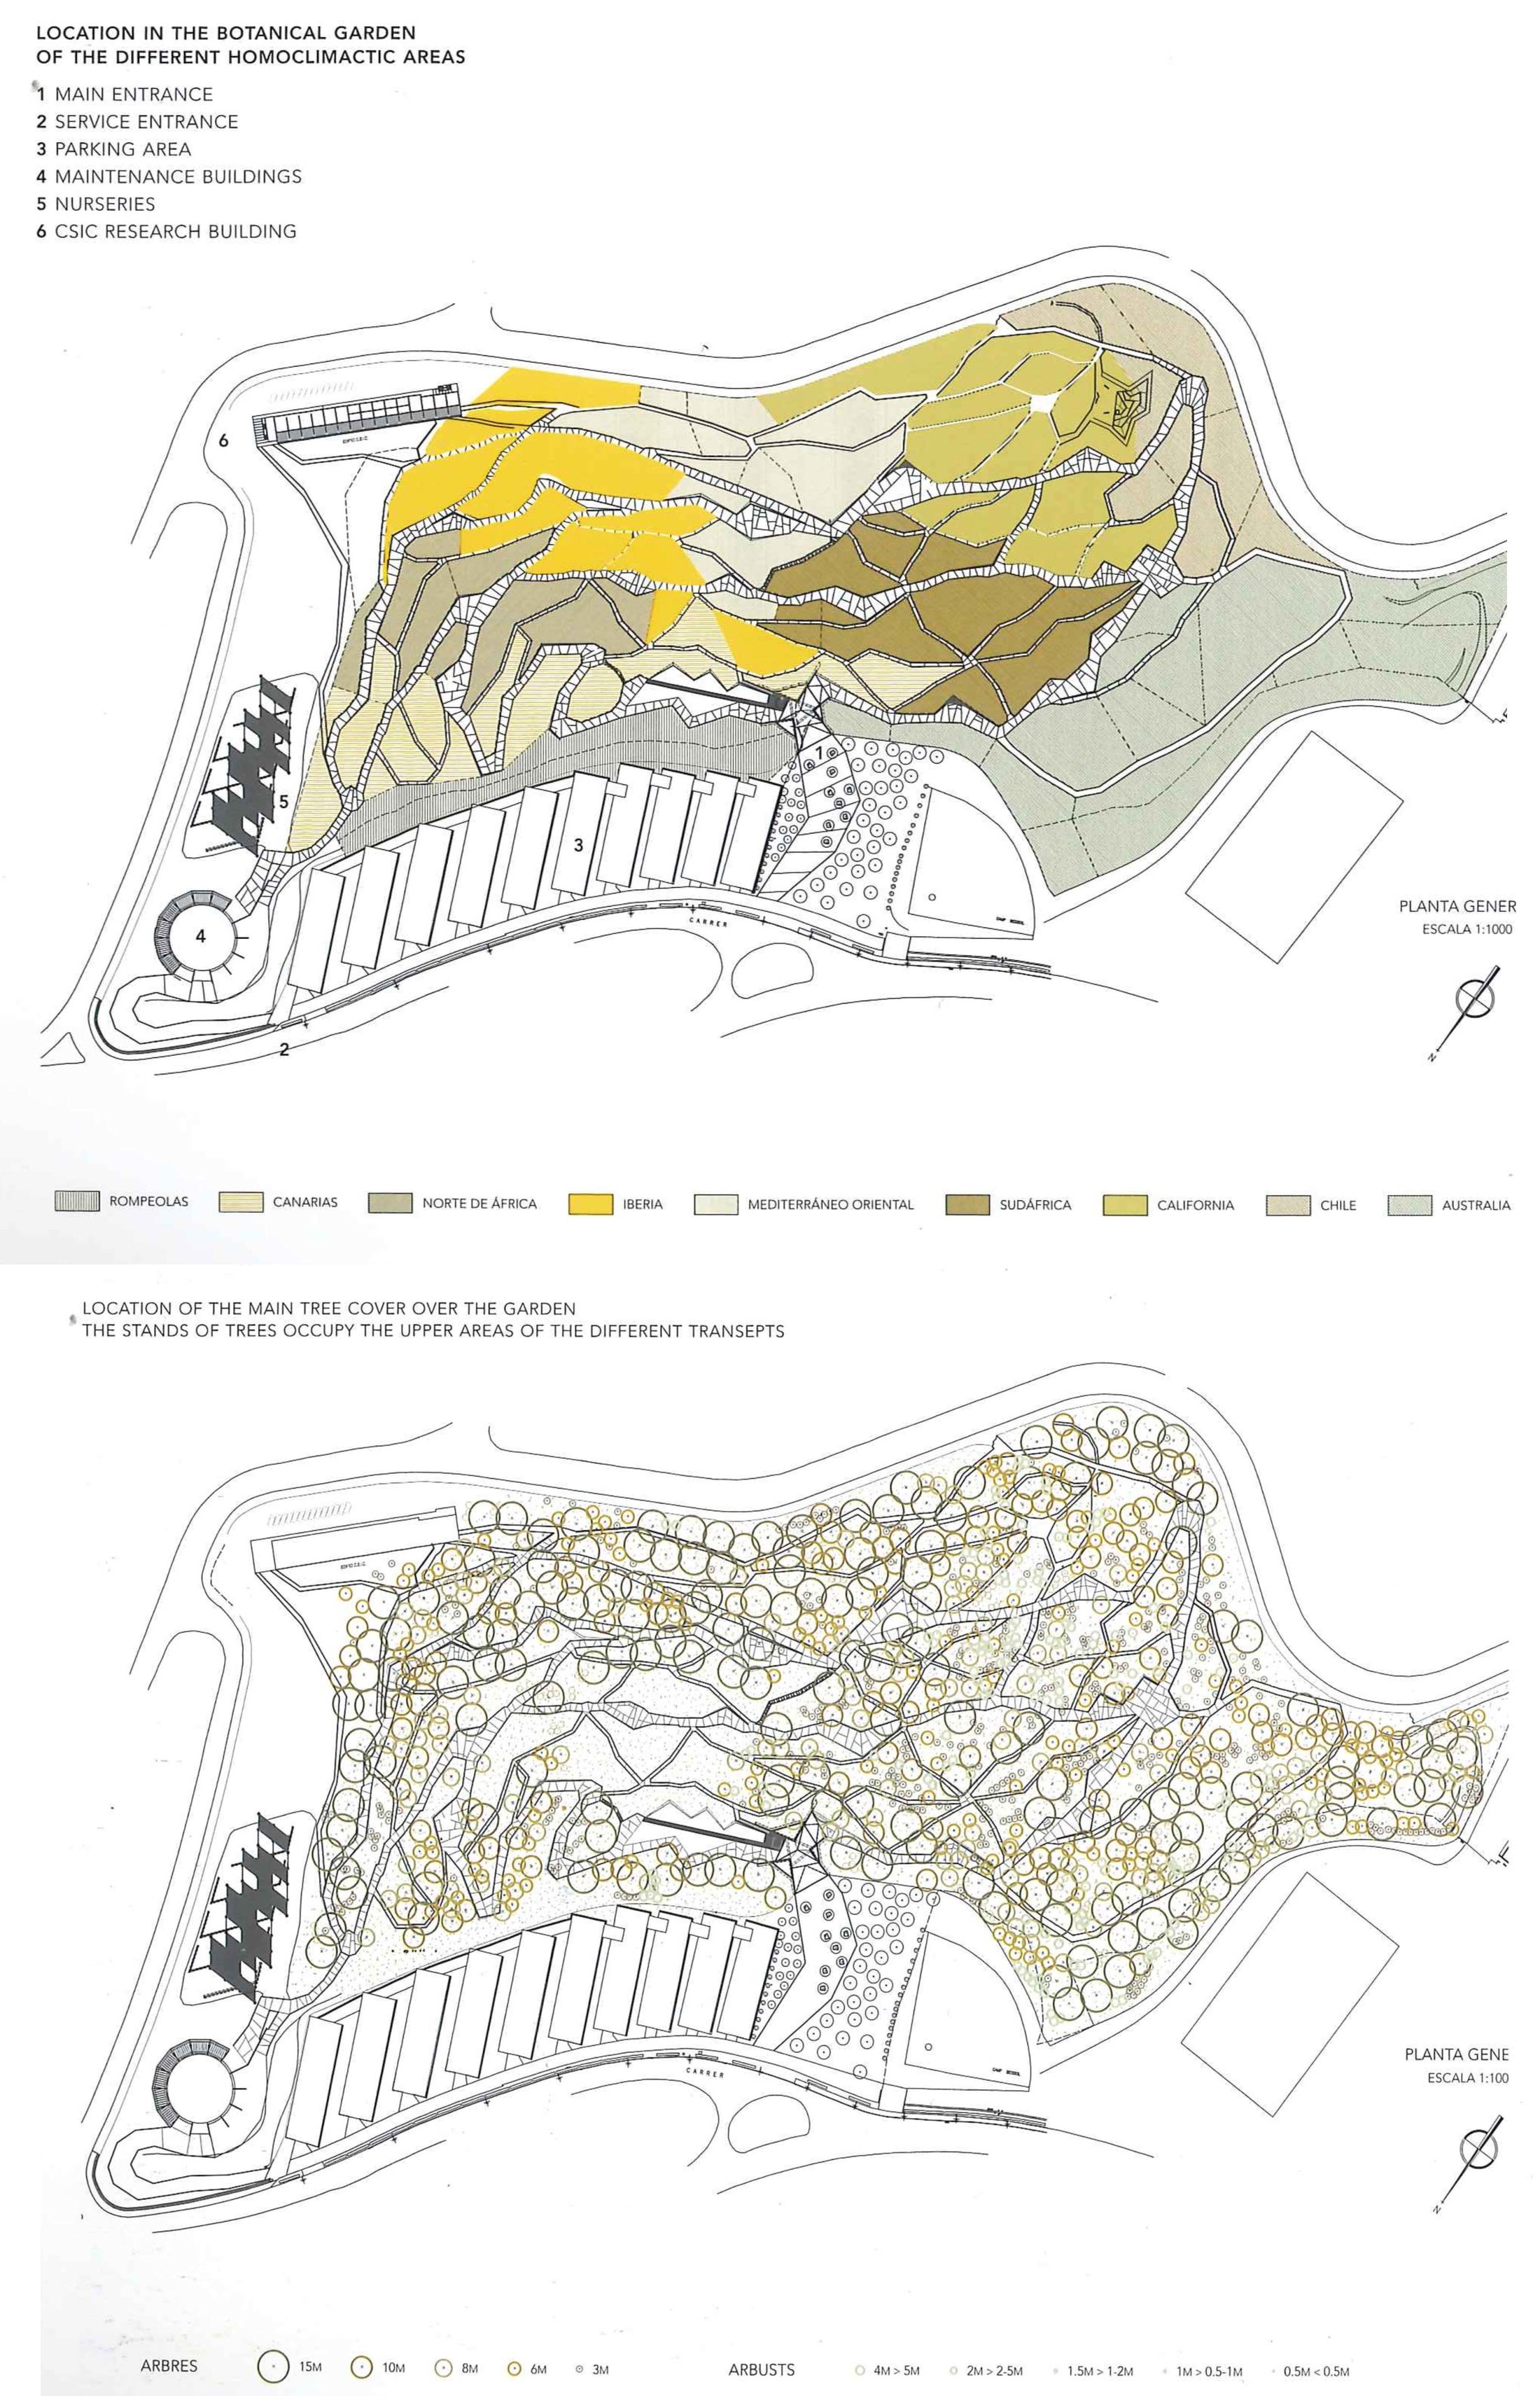 LOCATION IN THE BOTANICAL GARDEN
OF THE DIFFERENT HOMOCLIMACTIC AREAS
1 MAIN ENTRANCE
2 SERVICE ENTRANCE
3 PARKING AREA
4 MAINTENANCE BUILDINGS
5 NURSERIES
6 CSIC RESEARCH BUILDING
6
1
5
3
4
CARRER
2
PLANTA GENER
ESCALA 1:1000
N
ROMPEOLAS CANARIAS NORTE DE ÁFRICA IBERIA MEDITERRÁNEO ORIENTAL SUDÁFRICA CALIFORNIA CHILE AUSTRALIA
LOCATION OF THE MAIN TREE COVER OVER THE GARDEN
THE STANDS OF TREES OCCUPY THE UPPER AREAS OF THE DIFFERENT TRANSEPTS
CARRER
PLANTA GENE
ESCALA 1:100
N
ARBRES 15M 10M 8M 6M 3M ARBUSTS 4M > 5M 2M > 2-5M 1.5M > 1-2M 1M > 0.5-1M 0.5M < 0.5M